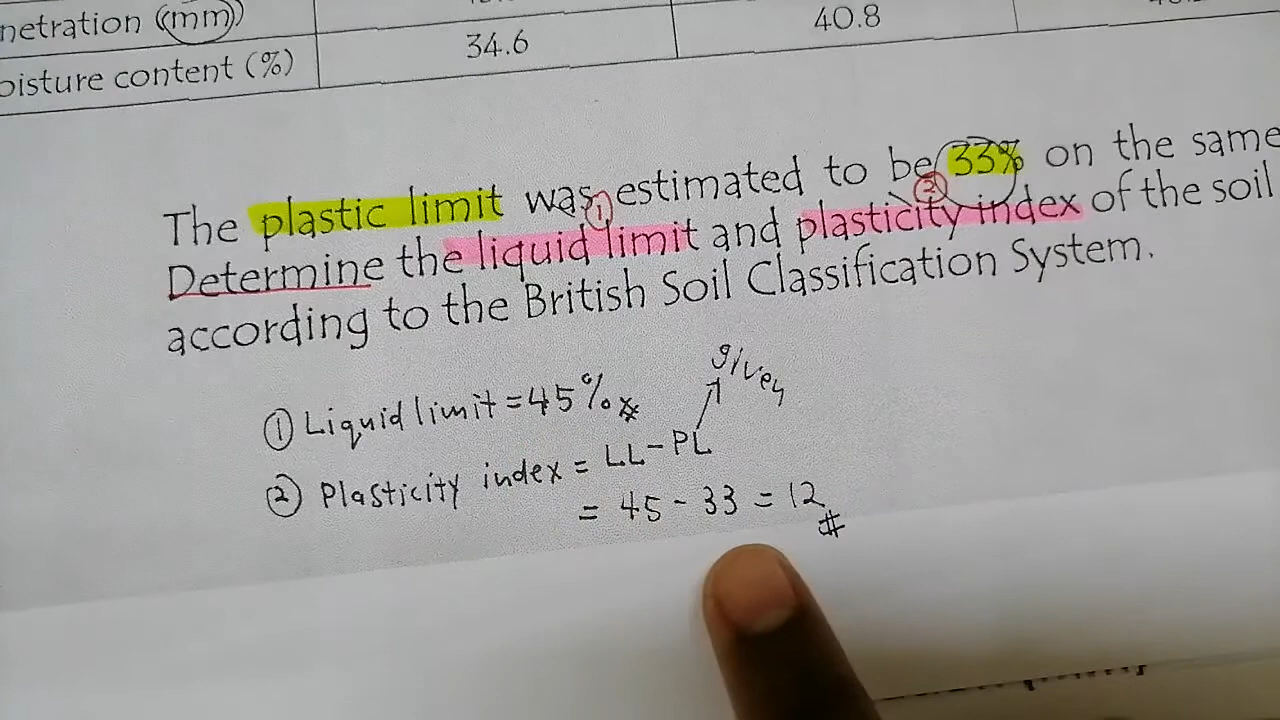 netration (mm)
40.8
oisture content (%) 34.6
The plastic limit was estimated to be 33% on the same
① ②
Determine the liquid limit and plasticity index of the soil
according to the British Soil Classification System.
given
① Liquid limit = 45%
② Plasticity index = LL - PL
= 45 - 33 = 12 #